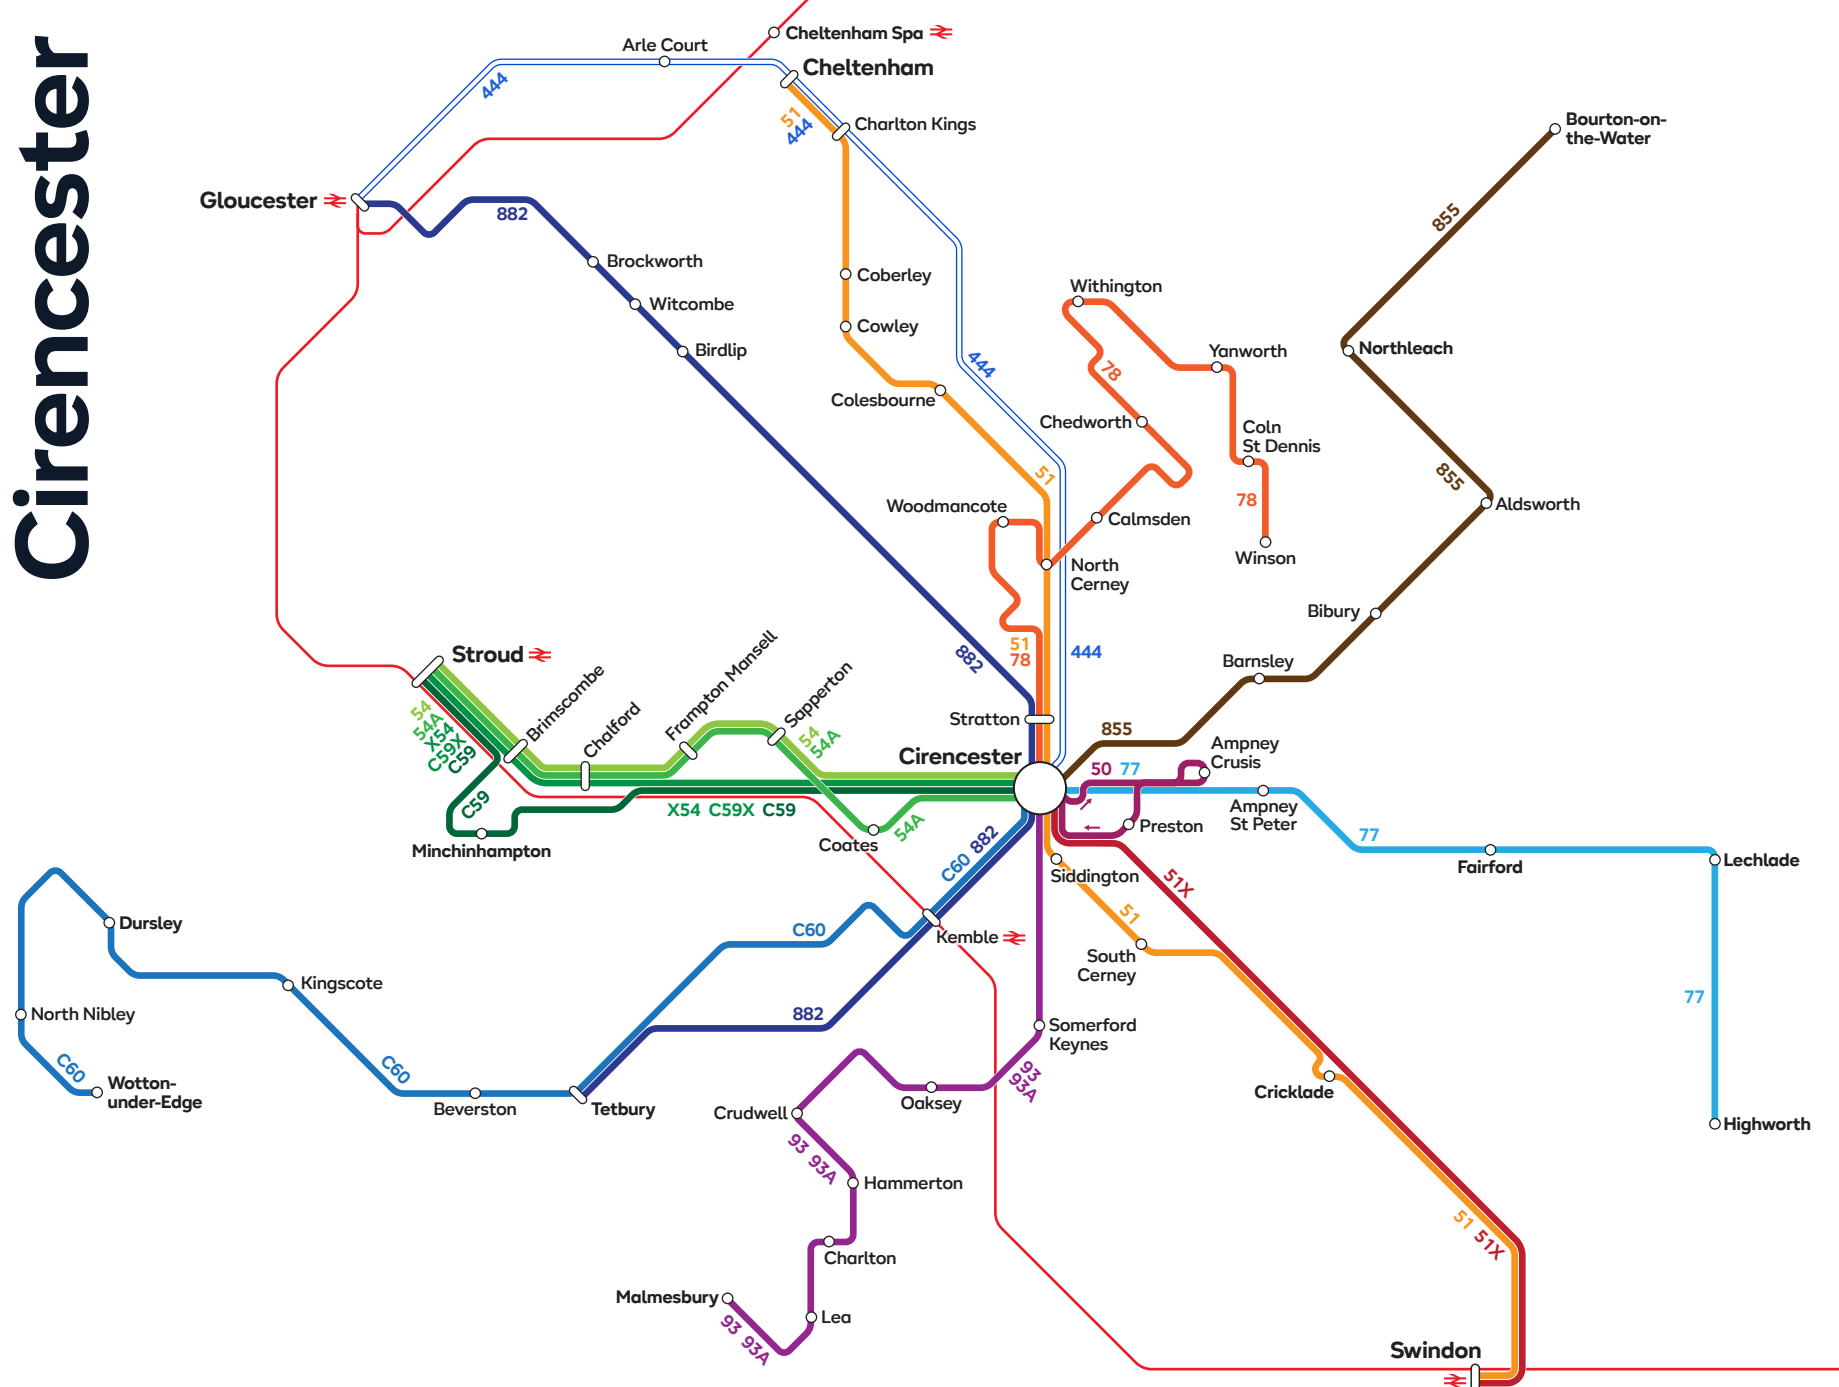 Cirencester
Cheltenham Spa
Arle Court
Cheltenham
444
51
444
Charlton Kings
Bourton-on-
the-Water
Gloucester
882
855
Brockworth
Coberley
Withington
Witcombe
Cowley
Birdlip
Yanworth
Northleach
444
78
Colesbourne
Chedworth
Coln
St Dennis
51
855
78
Woodmancote
Calmsden
Aldsworth
Winson
North
Cerney
Bibury
51
78
444
882
Stroud
Brimscombe
Chalford
Frampton Mansell
Sapperton
Barnsley
54
54A
X54
C59X
C59
54
54A
Stratton
855
Cirencester
Ampney
Crusis
50 77
C59
X54 C59X C59
54A
Ampney
St Peter
Preston
Minchinhampton
Coates
77
C60 882
Siddington
Fairford
Lechlade
51X
51
Dursley
C60
Kemble
South
Cerney
Kingscote
77
North Nibley
882
Somerford
Keynes
C60
C60
93
93A
Wotton-
under-Edge
Beverston
Tetbury
Oaksey
Cricklade
Crudwell
Highworth
93 93A
Hammerton
51 51X
Charlton
Malmesbury
Lea
93 93A
Swindon